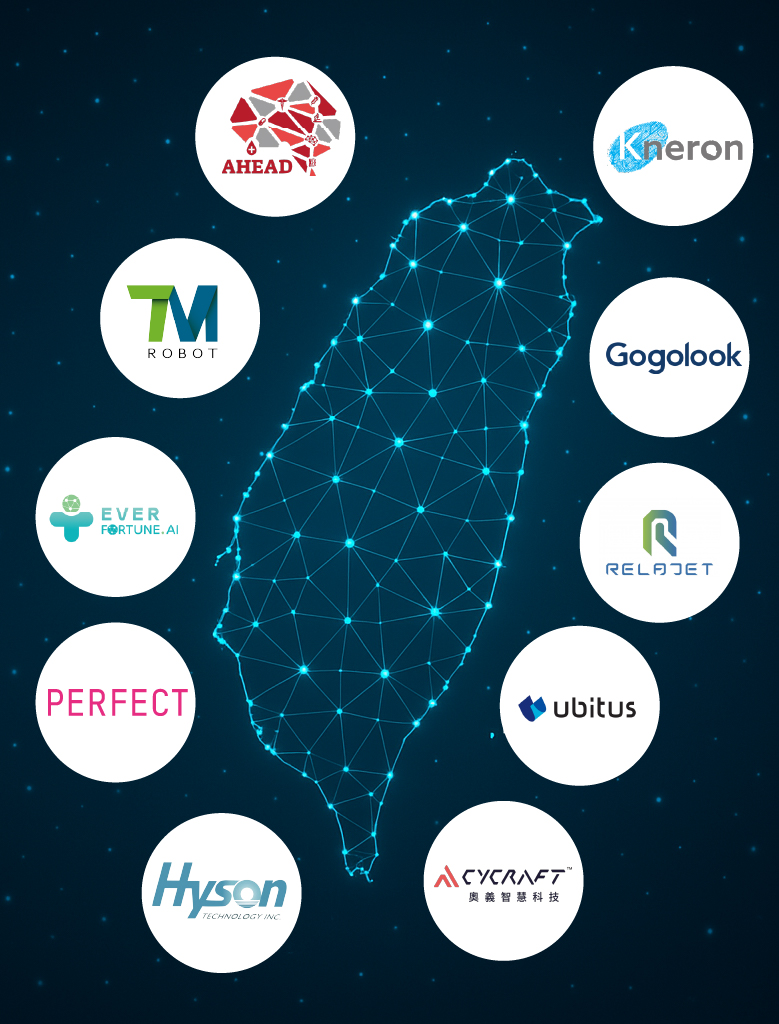 AHEAD
Kneron
TM
ROBOT
Gogolook
EVER
FORTUNE.AI
RELAJET
PERFECT
ubitus
Hyson
TECHNOLOGY INC.
CYCRAFT™
奧義智慧科技